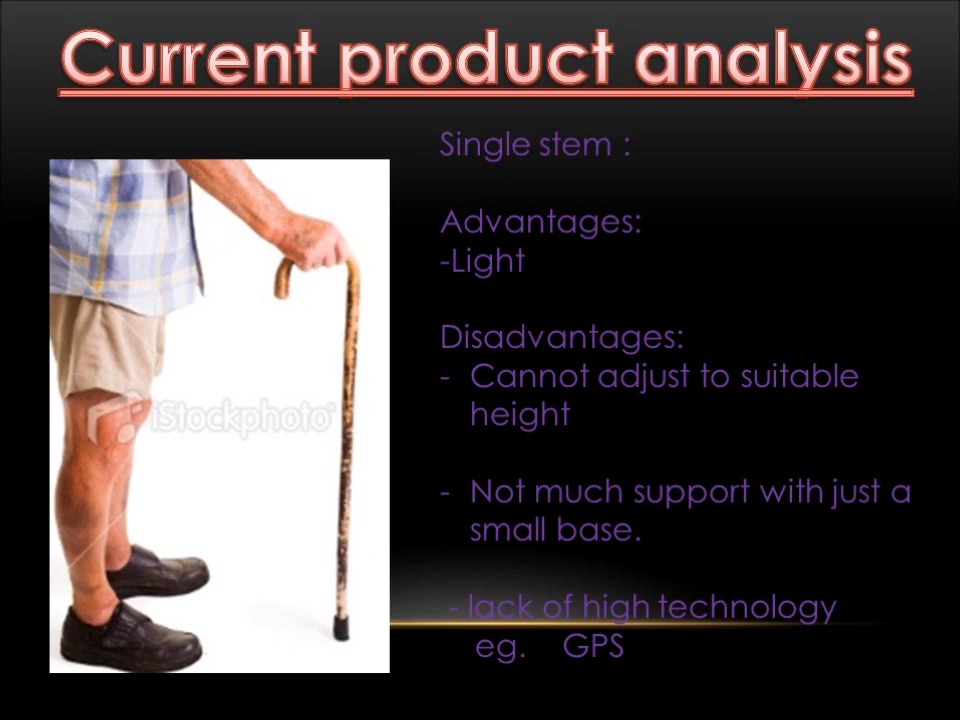 Current product analysis
Single stem :
Advantages:
-Light
Disadvantages:
- Cannot adjust to suitable
height
- Not much support with just a
small base.
- lack of high technology
eg. GPS
iStockphoto